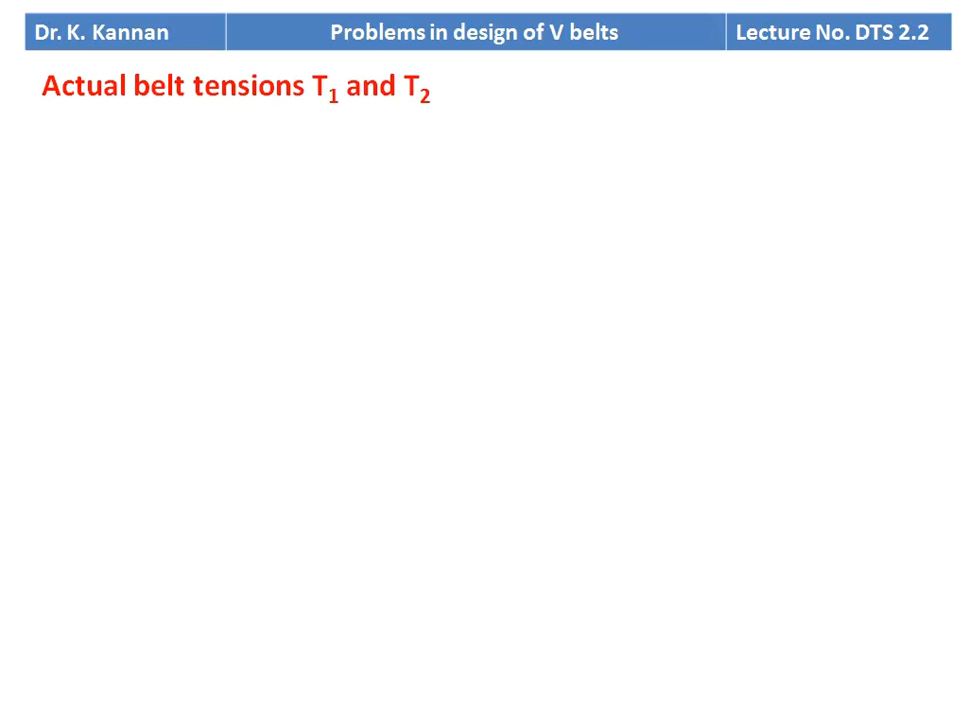 Dr. K. Kannan Problems in design of V belts Lecture No. DTS 2.2
Actual belt tensions T₁ and T₂